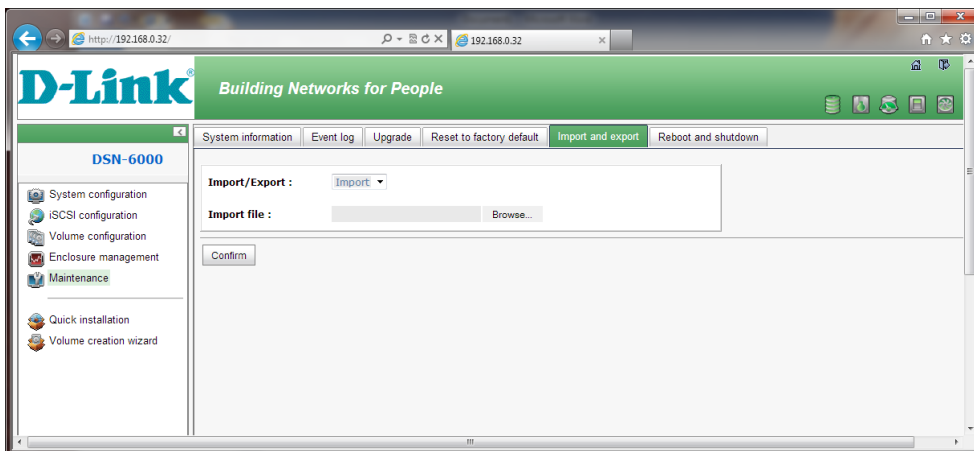 http://192.168.0.32/
192.168.0.32
D-Link®
Building Networks for People
DSN-6000
System configuration
iSCSI configuration
Volume configuration
Enclosure management
Maintenance
Quick installation
Volume creation wizard
System information Event log Upgrade Reset to factory default Import and export Reboot and shutdown
Import/Export : Import
Import file : Browse...
Confirm